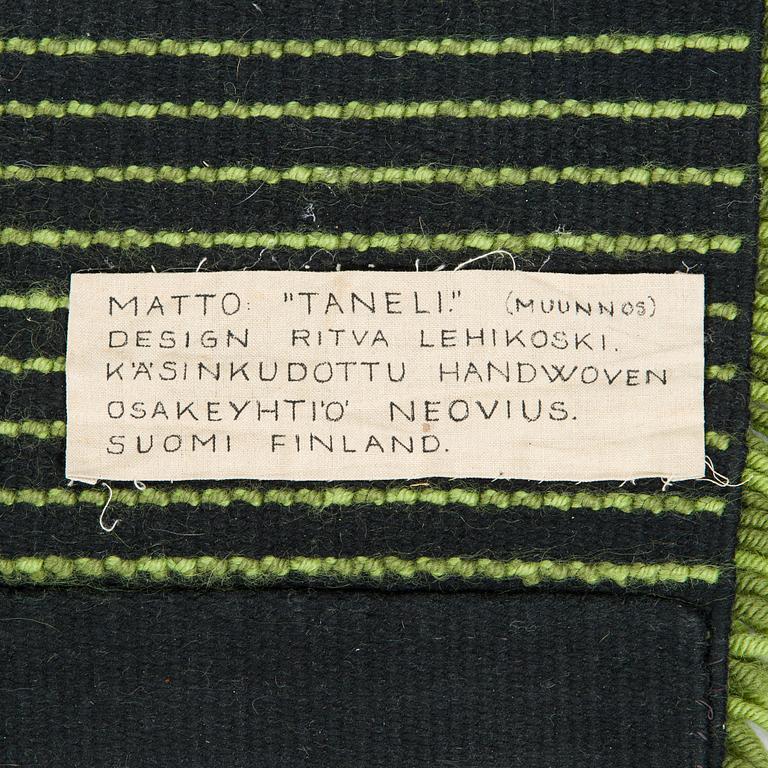 MATTO: "TANELI." (MUUNNOS)
DESIGN RITVA LEHIKOSKI.
KÄSINKUDOTTU HANDWOVEN
OSAKEYHTIÖ NEOVIUS.
SUOMI FINLAND.